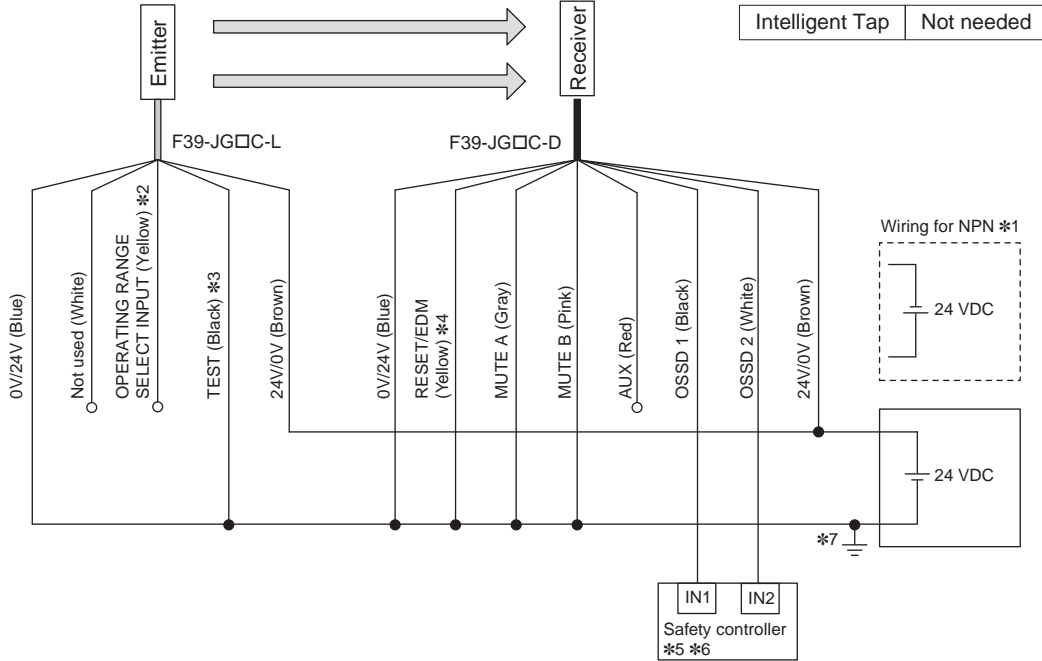 Intelligent Tap Not needed
Emitter
Receiver
F39-JG□C-L
F39-JG□C-D
0V/24V (Blue)
Not used (White)
OPERATING RANGE
SELECT INPUT (Yellow) *2
TEST (Black) *3
24V/0V (Brown)
0V/24V (Blue)
RESET/EDM
(Yellow) *4
MUTE A (Gray)
MUTE B (Pink)
AUX (Red)
OSSD 1 (Black)
OSSD 2 (White)
24V/0V (Brown)
Wiring for NPN *1
24 VDC
24 VDC
*7
IN1 IN2
Safety controller
*5 *6